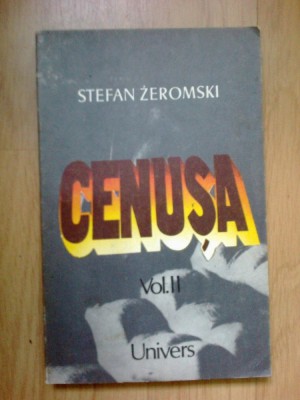 STEFAN ŻEROMSKI
CENUȘA
Vol. II
Univers